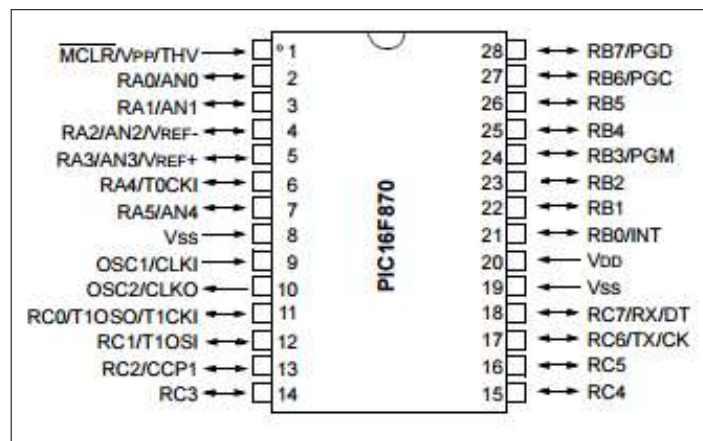 MCLR/VPP/THV 1
RA0/AN0 2
RA1/AN1 3
RA2/AN2/VREF- 4
RA3/AN3/VREF+ 5
RA4/T0CKI 6
RA5/AN4 7
VSS 8
OSC1/CLKI 9
OSC2/CLKO 10
RC0/T1OSO/T1CKI 11
RC1/T1OSI 12
RC2/CCP1 13
RC3 14
PIC16F870
28 RB7/PGD
27 RB6/PGC
26 RB5
25 RB4
24 RB3/PGM
23 RB2
22 RB1
21 RB0/INT
20 VDD
19 VSS
18 RC7/RX/DT
17 RC6/TX/CK
16 RC5
15 RC4